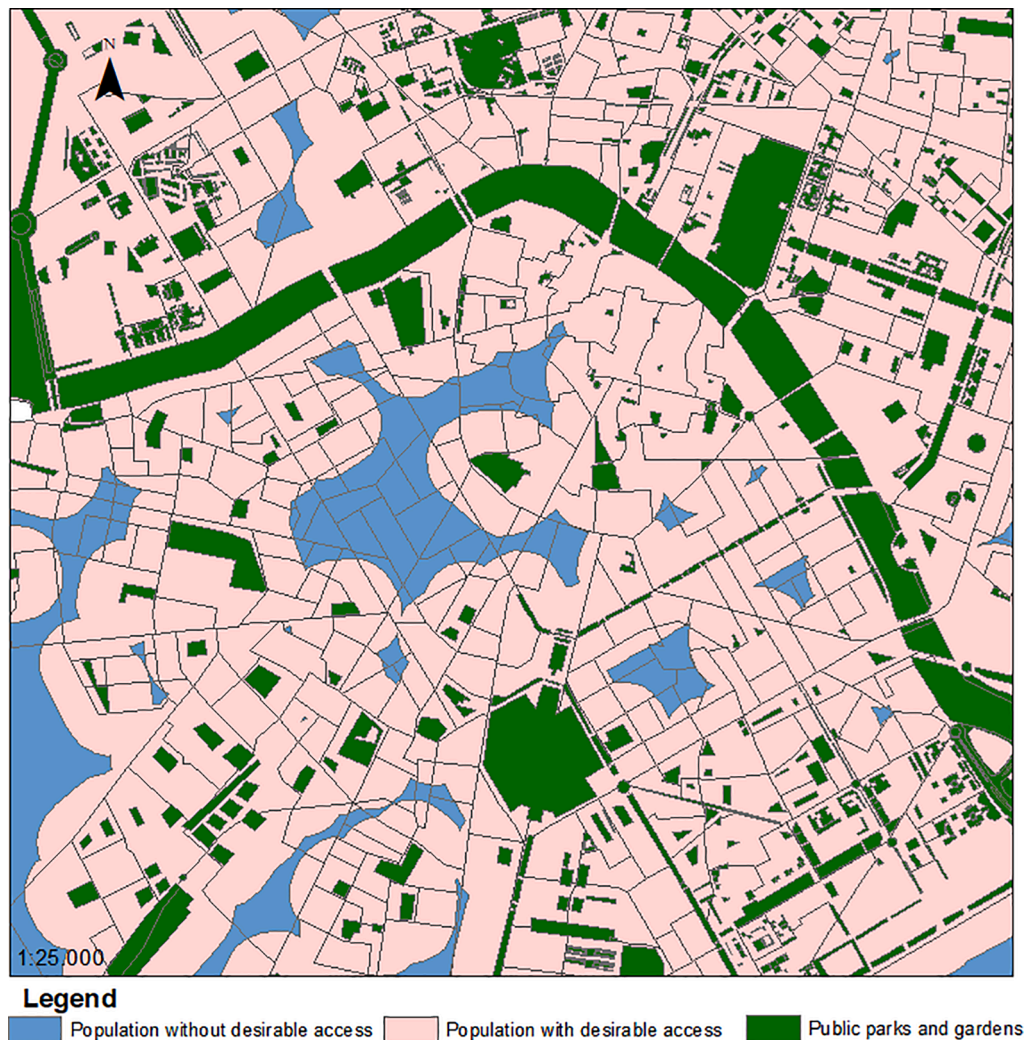 N
1:25.000
Legend
Population without desirable access
Population with desirable access
Public parks and gardens